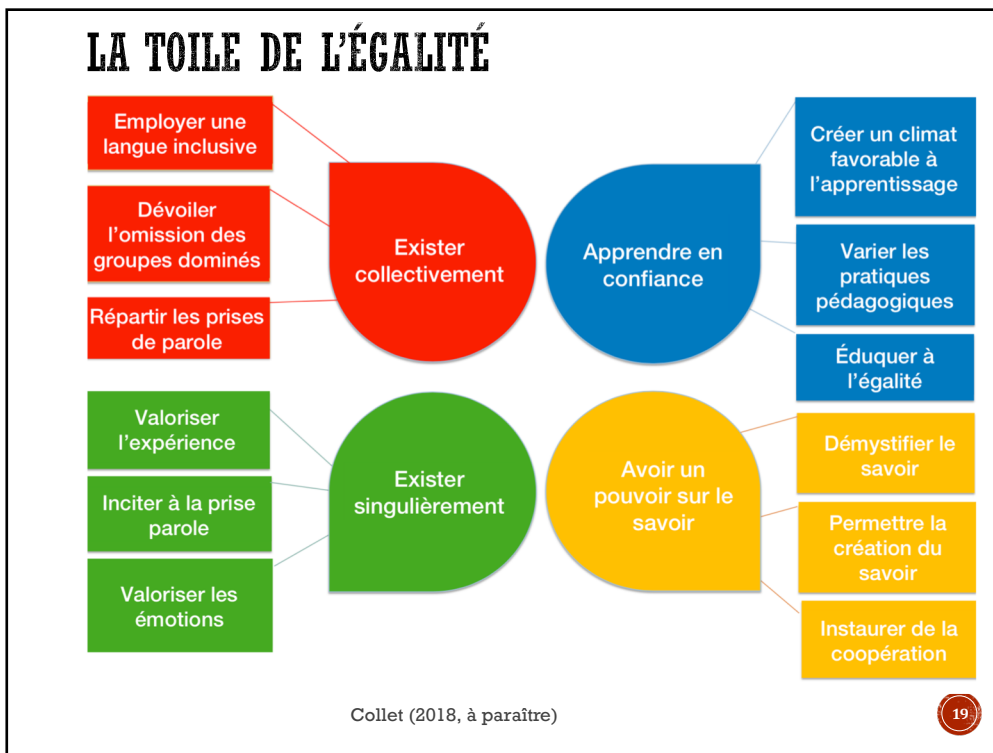 LA TOILE DE L'ÉGALITÉ
Employer une
langue inclusive
Dévoiler
l'omission des
groupes dominés
Répartir les prises
de parole
Exister
collectivement
Apprendre en
confiance
Créer un climat
favorable à
l'apprentissage
Varier les
pratiques
pédagogiques
Éduquer à
l'égalité
Valoriser
l'expérience
Inciter à la prise
parole
Valoriser les
émotions
Exister
singulièrement
Avoir un
pouvoir sur le
savoir
Démystifier le
savoir
Permettre la
création du
savoir
Instaurer de la
coopération
Collet (2018, à paraître)
19